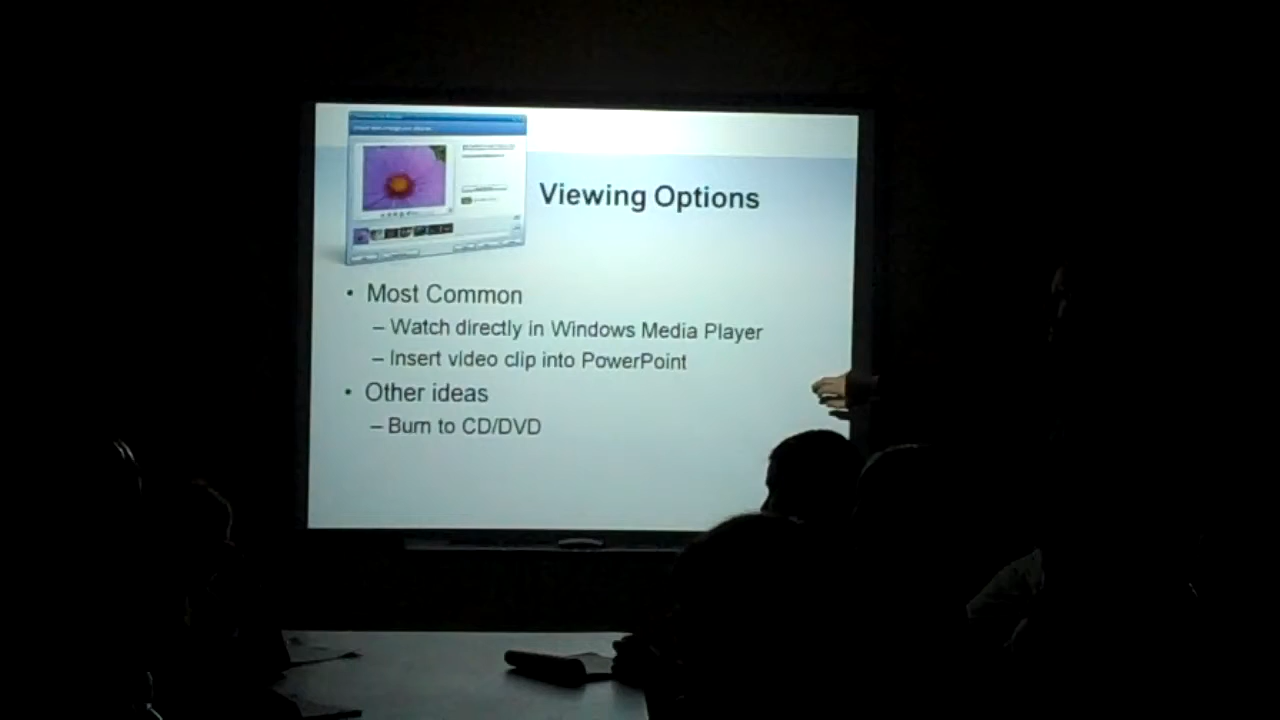 Viewing Options
• Most Common
– Watch directly in Windows Media Player
– Insert video clip into PowerPoint
• Other ideas
– Burn to CD/DVD